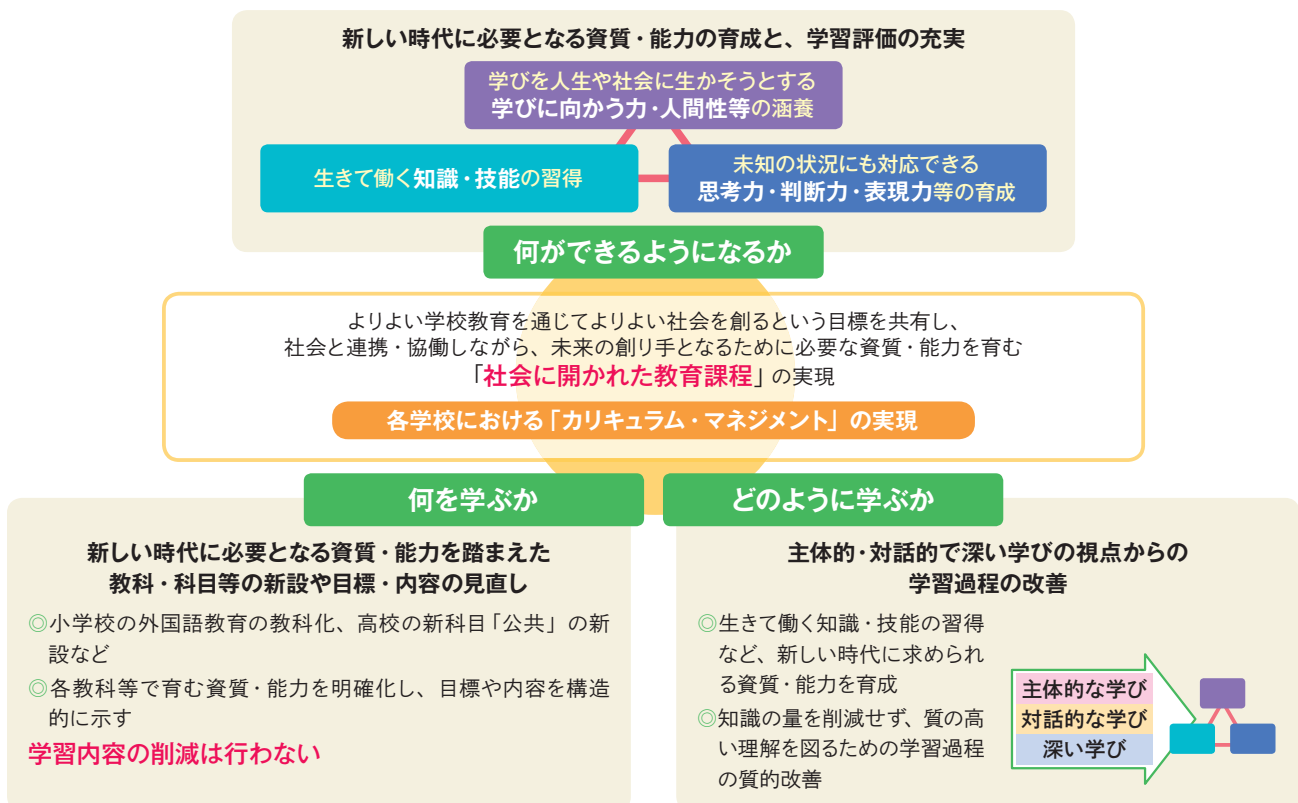 新しい時代に必要となる資質・能力の育成と、学習評価の充実
学びを人生や社会に生かそうとする
学びに向かう力・人間性等の涵養
生きて働く知識・技能の習得
未知の状況にも対応できる
思考力・判断力・表現力等の育成
何ができるようになるか
よりよい学校教育を通じてよりよい社会を創るという目標を共有し、
社会と連携・協働しながら、未来の創り手となるために必要な資質・能力を育む
「社会に開かれた教育課程」の実現
各学校における「カリキュラム・マネジメント」の実現
何を学ぶか
新しい時代に必要となる資質・能力を踏まえた
教科・科目等の新設や目標・内容の見直し
◎小学校の外国語教育の教科化、高校の新科目「公共」の新
設など
◎各教科等で育む資質・能力を明確化し、目標や内容を構造
的に示す
学習内容の削減は行わない
どのように学ぶか
主体的・対話的で深い学びの視点からの
学習過程の改善
◎生きて働く知識・技能の習得
など、新しい時代に求められ
る資質・能力を育成
◎知識の量を削減せず、質の高
い理解を図るための学習過程
の質的改善
主体的な学び
対話的な学び
深い学び